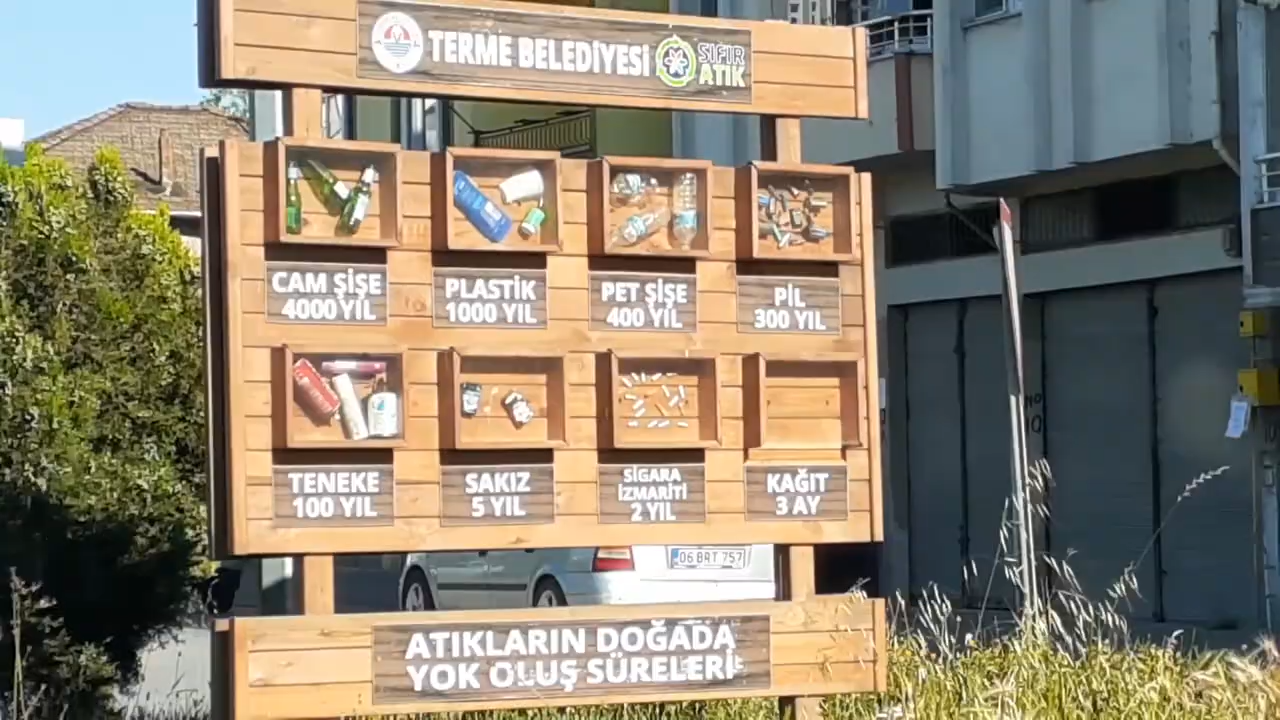 TERME BELEDİYESİ
SIFIR
ATIK
CAM ŞİŞE
4000 YIL
PLASTİK
1000 YIL
PET ŞİŞE
400 YIL
PİL
300 YIL
TENEKE
100 YIL
SAKIZ
5 YIL
SİGARA
İZMARİTİ
2 YIL
KAĞIT
3 AY
06 BRT 757
ATIKLARIN DOĞADA
YOK OLUŞ SÜRELERİ